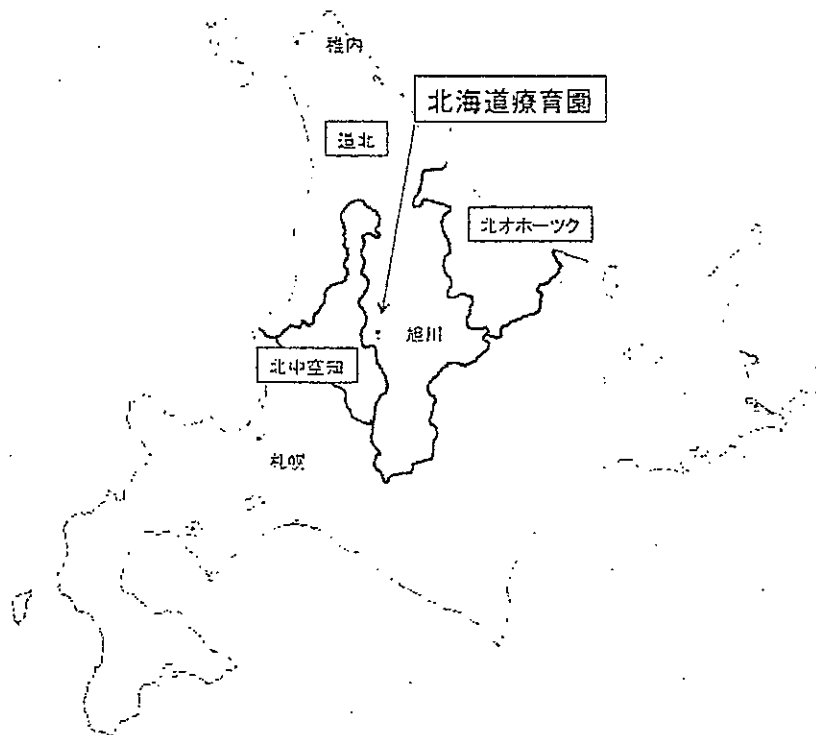 稚内
北海道療育園
道北
北オホーツク
旭川
北中空知
札幌